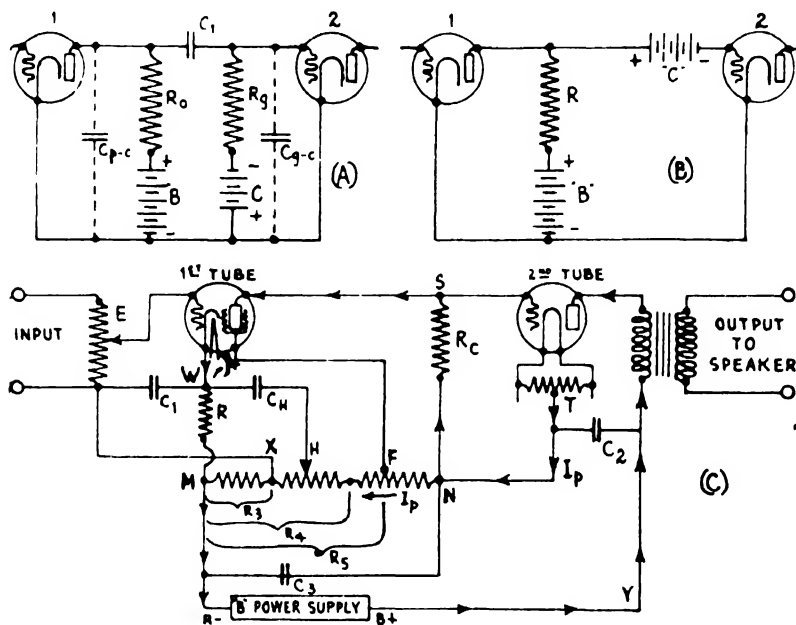 1
2
1
2
C1
+ "C" -
Ro
Rg
R
Cp-c
Cg-c
+
-
+
B
C
(A)
"B"
(B)
-
+
-
1ST TUBE
S
2ND TUBE
E
INPUT
RC
OUTPUT
TO
SPEAKER
W
C1
R
CH
T
C2
X
H
F
M
N
IP
IP
(C)
R3
R4
R5
C3
Y
B-
"B" POWER SUPPLY
B+